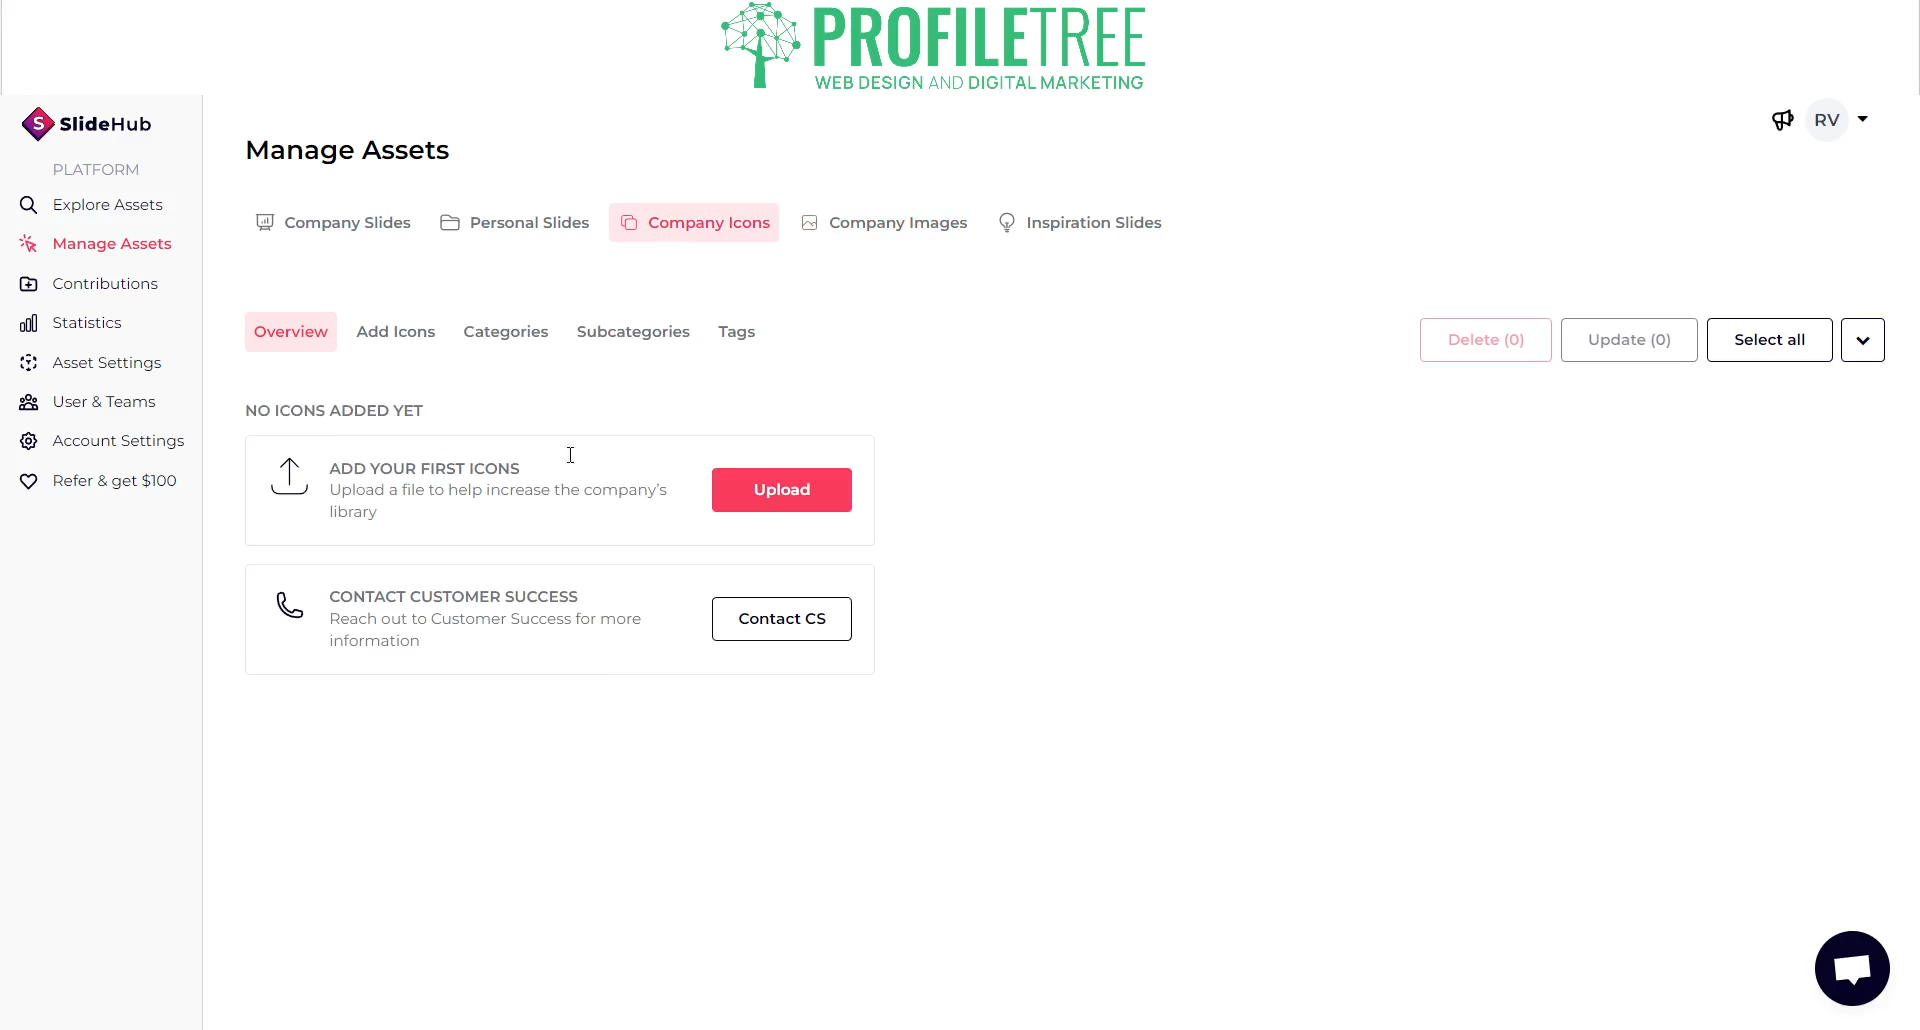 PROFILETREE
WEB DESIGN AND DIGITAL MARKETING
S SlideHub
PLATFORM
Explore Assets
Manage Assets
Contributions
Statistics
Asset Settings
User & Teams
Account Settings
Refer & get $100
RV
Manage Assets
Company Slides Personal Slides Company Icons Company Images Inspiration Slides
Overview Add Icons Categories Subcategories Tags
Delete (0) Update (0) Select all
NO ICONS ADDED YET
ADD YOUR FIRST ICONS
Upload a file to help increase the company's
library
Upload
CONTACT CUSTOMER SUCCESS
Reach out to Customer Success for more
information
Contact CS